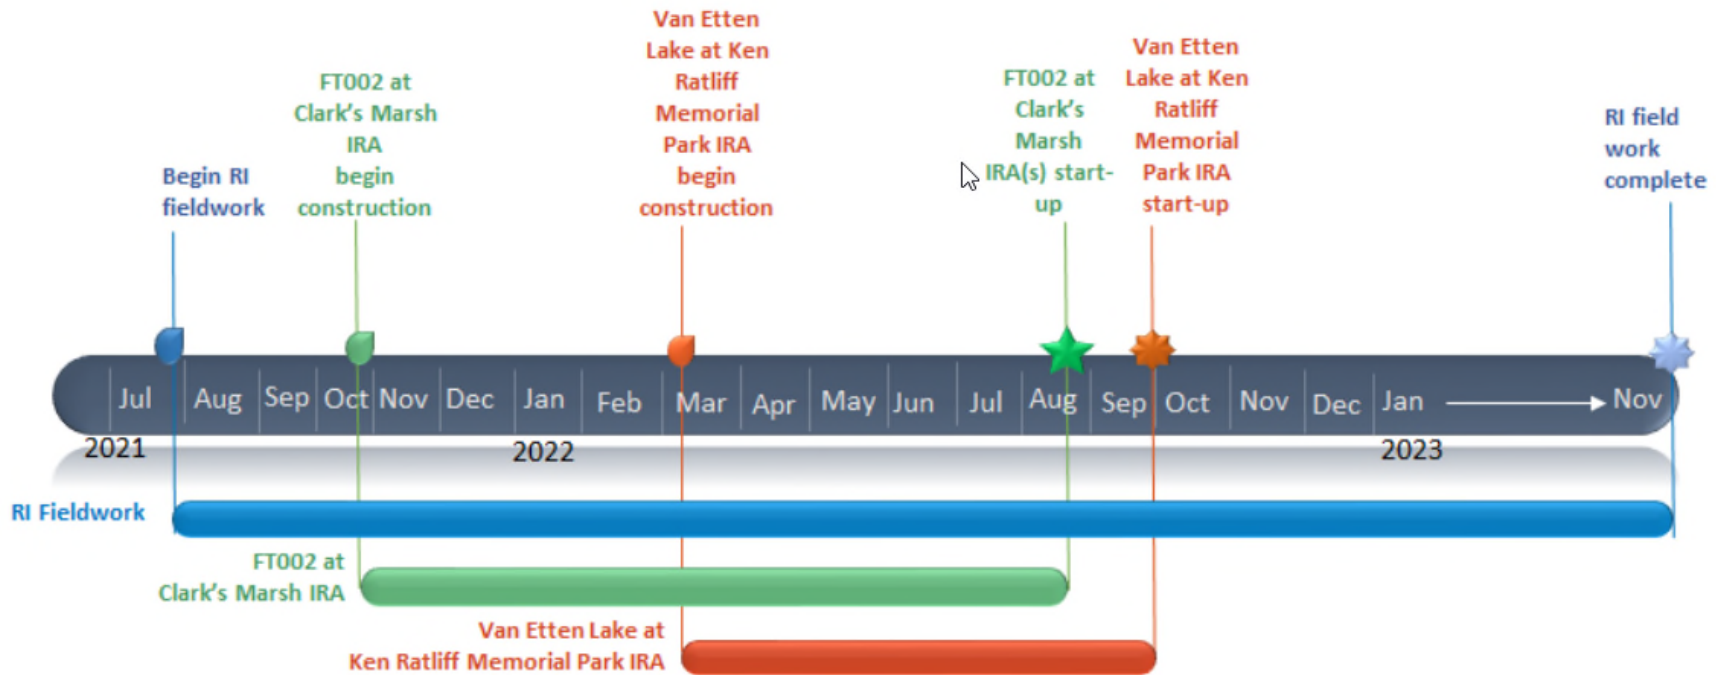 Begin RI
fieldwork
FT002 at
Clark's Marsh
IRA
begin
construction
Van Etten
Lake at Ken
Ratliff
Memorial
Park IRA
begin
construction
FT002 at
Clark's
Marsh
IRA(s) start-
up
Van Etten
Lake at Ken
Ratliff
Memorial
Park IRA
start-up
RI field
work
complete
Jul Aug Sep Oct Nov Dec Jan Feb Mar Apr May Jun Jul Aug Sep Oct Nov Dec Jan Nov
2021 2022 2023
RI Fieldwork
FT002 at
Clark's Marsh IRA
Van Etten Lake at
Ken Ratliff Memorial Park IRA